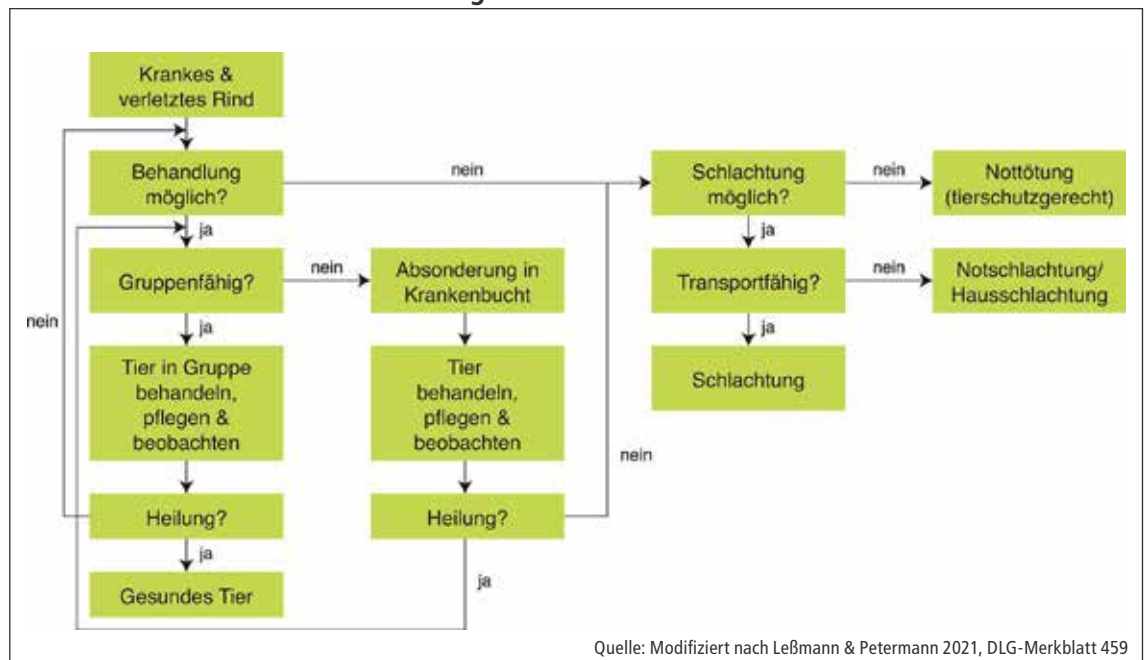 Krankes &
verletztes Rind
Behandlung
möglich?
nein
Schlachtung
möglich?
nein
Nottötung
(tierschutzgerecht)
ja
ja
Gruppenfähig?
nein
Absonderung in
Krankenbucht
Transportfähig?
nein
Notschlachtung/
Hausschlachtung
nein
ja
ja
Tier in Gruppe
behandeln,
pflegen &
beobachten
Tier
behandeln,
pflegen &
beobachten
Schlachtung
nein
Heilung?
Heilung?
ja
ja
Gesundes Tier
Quelle: Modifiziert nach Leßmann & Petermann 2021, DLG-Merkblatt 459